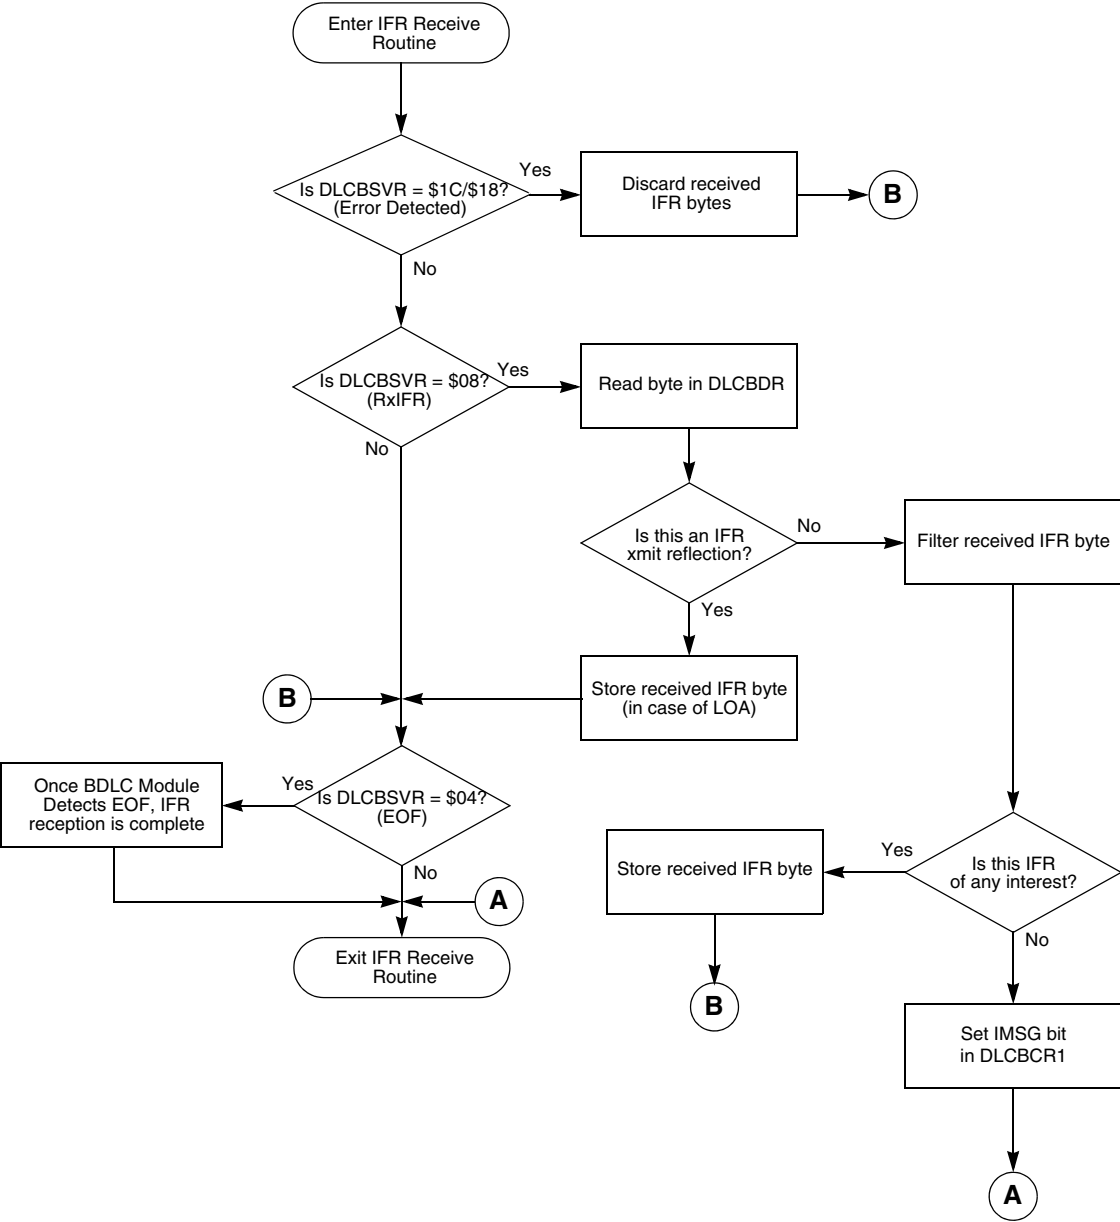 Enter IFR Receive
Routine
Is DLCBSVR = $1C/$18?
(Error Detected)
Yes
Discard received
IFR bytes
B
No
Is DLCBSVR = $08?
(RxIFR)
Yes
Read byte in DLCBDR
No
Is this an IFR
xmit reflection?
No
Filter received IFR byte
Yes
Store received IFR byte
(in case of LOA)
B
Is DLCBSVR = $04?
(EOF)
Yes
Once BDLC Module
Detects EOF, IFR
reception is complete
No
A
Exit IFR Receive
Routine
Is this IFR
of any interest?
Yes
Store received IFR byte
B
No
Set IMSG bit
in DLCBCR1
A